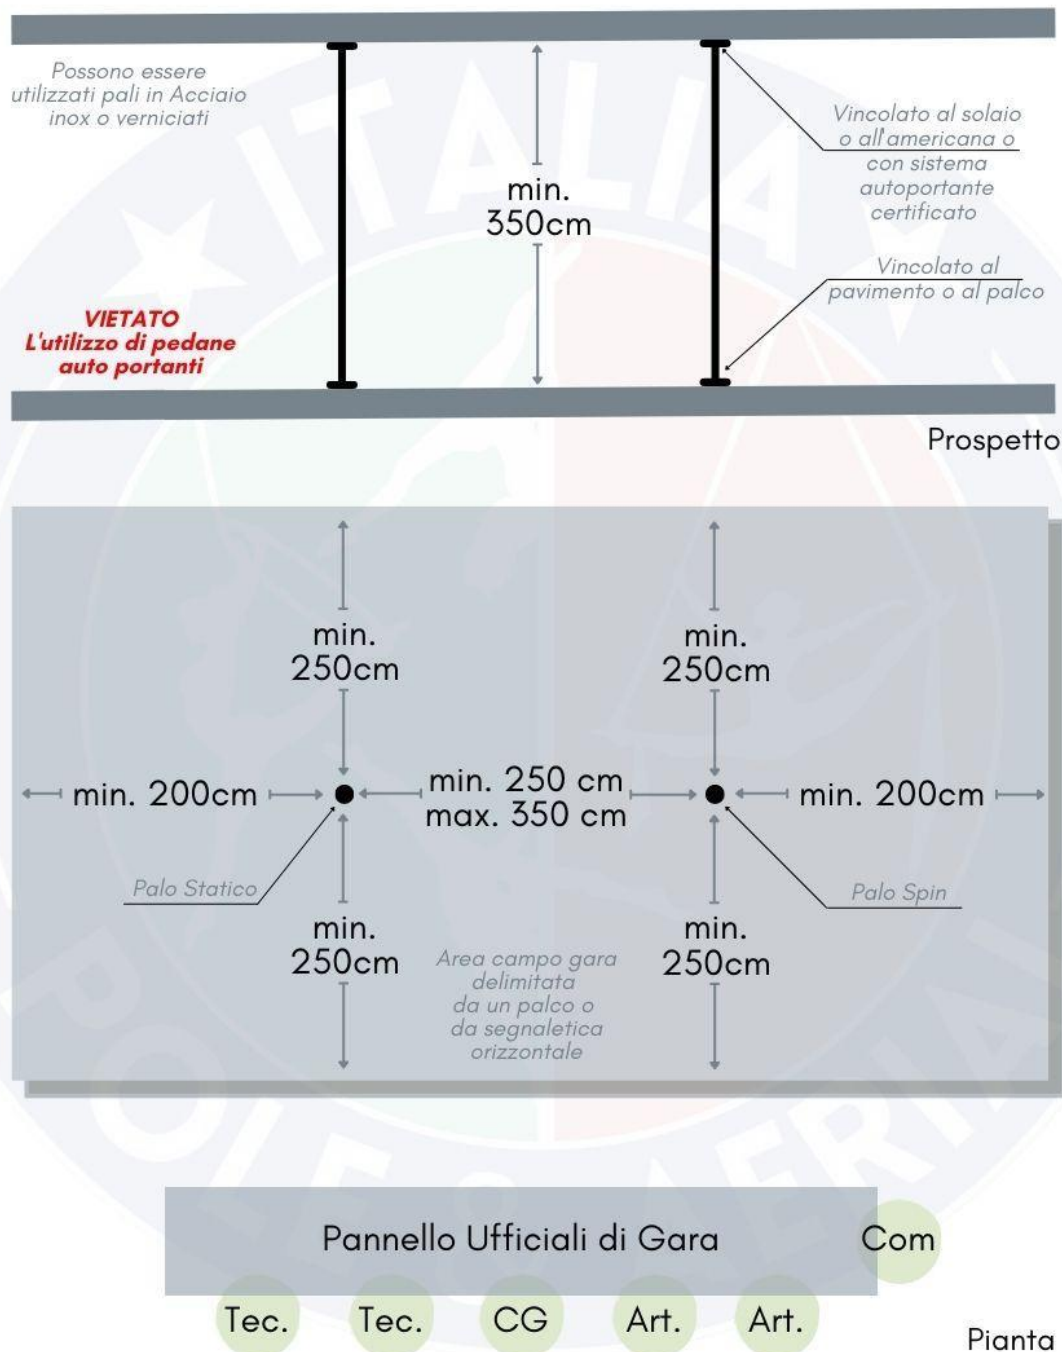 Possono essere
utilizzati pali in Acciaio
inox o verniciati
min.
350cm
Vincolato al solaio
o all'americana o
con sistema
autoportante
certificato
Vincolato al
pavimento o al palco
VIETATO
L'utilizzo di pedane
auto portanti
Prospetto
min.
250cm
min.
250cm
min. 200cm
min. 250 cm
max. 350 cm
min. 200cm
Palo Statico
Palo Spin
min.
250cm
min.
250cm
Area campo gara
delimitata
da un palco o
da segnaletica
orizzontale
Pannello Ufficiali di Gara
Com
Tec.
Tec.
CG
Art.
Art.
Pianta
ITALIA
POLE & AERIAL